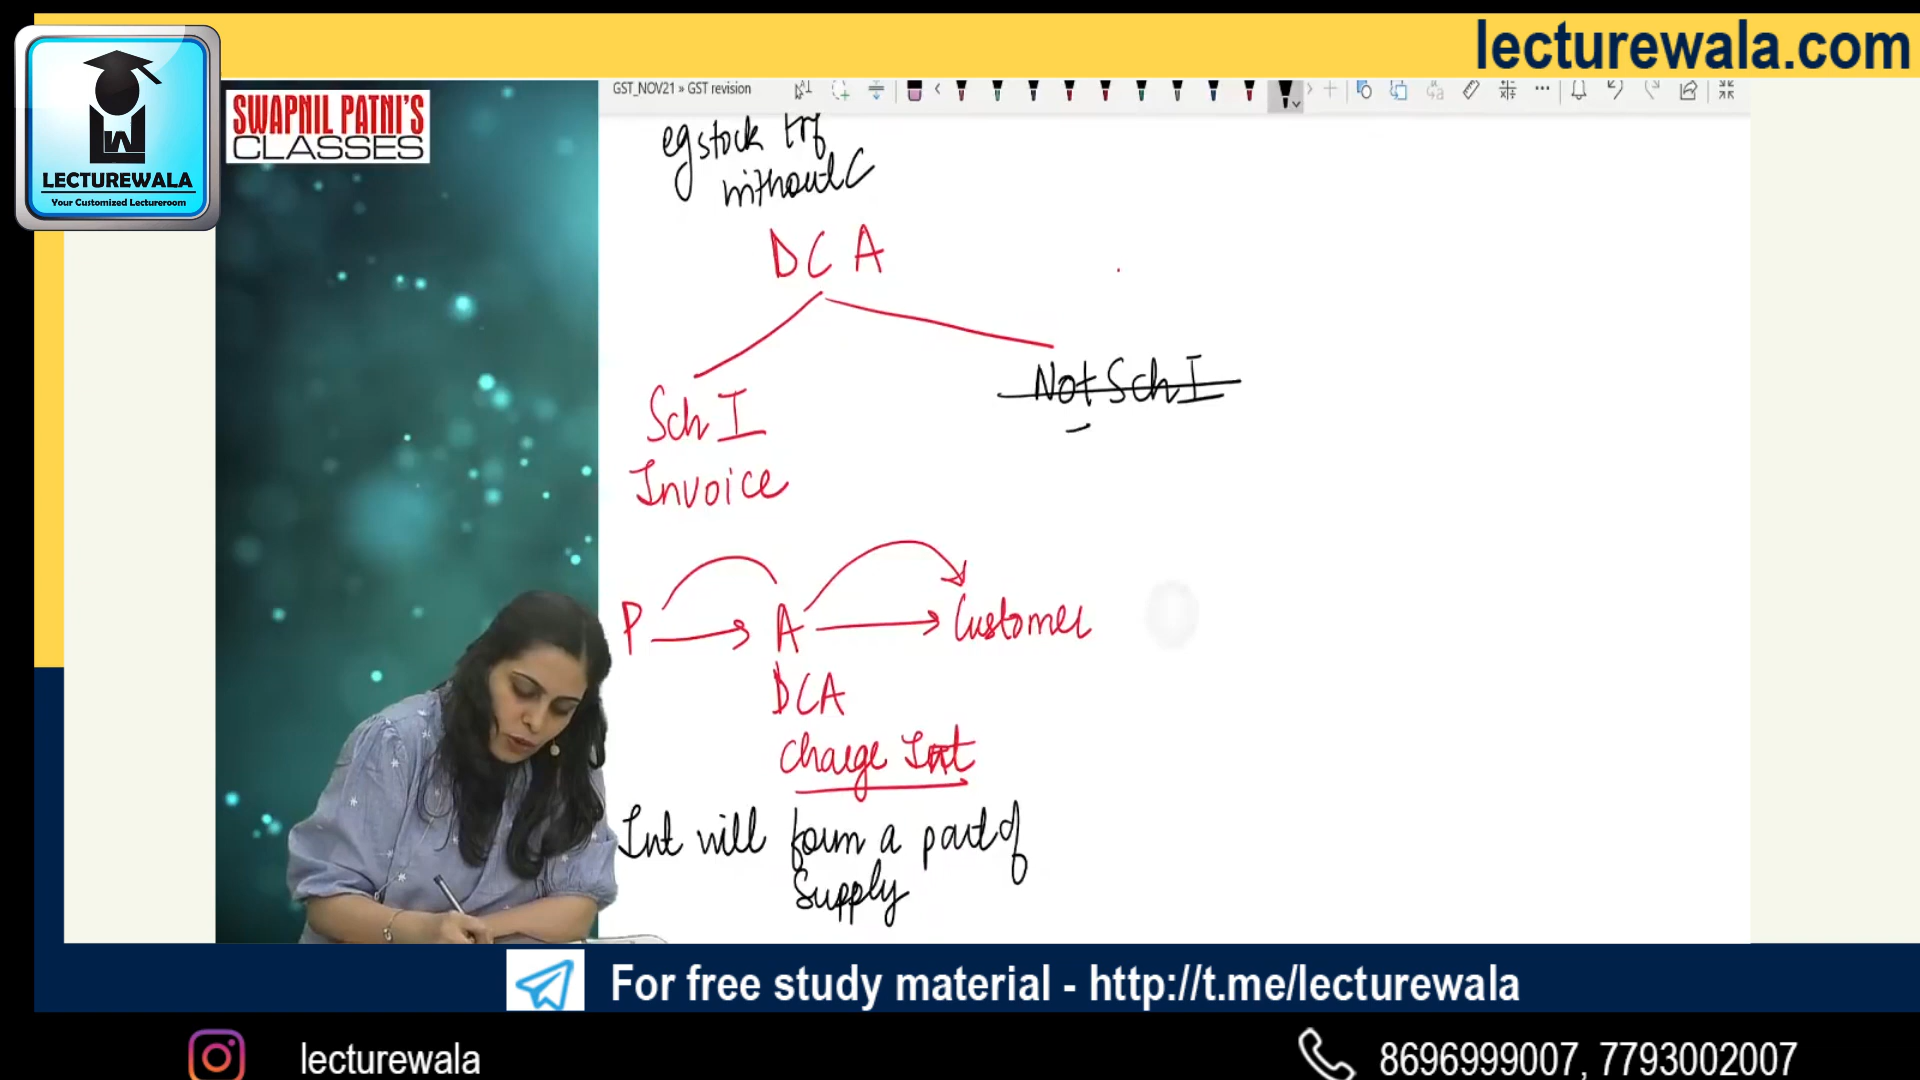 lecturewala.com
LW
LECTUREWALA
Your Customized Lectureroom
SWAPNIL PATNI'S
CLASSES
GST_NOV21 » GST revision
eg stock trf
without C
D C A
Sch I
Not Sch I
Invoice
P A Customer
DCA
Charge Int
Int will form a part of
Supply
For free study material - http://t.me/lecturewala
lecturewala
8696999007, 7793002007